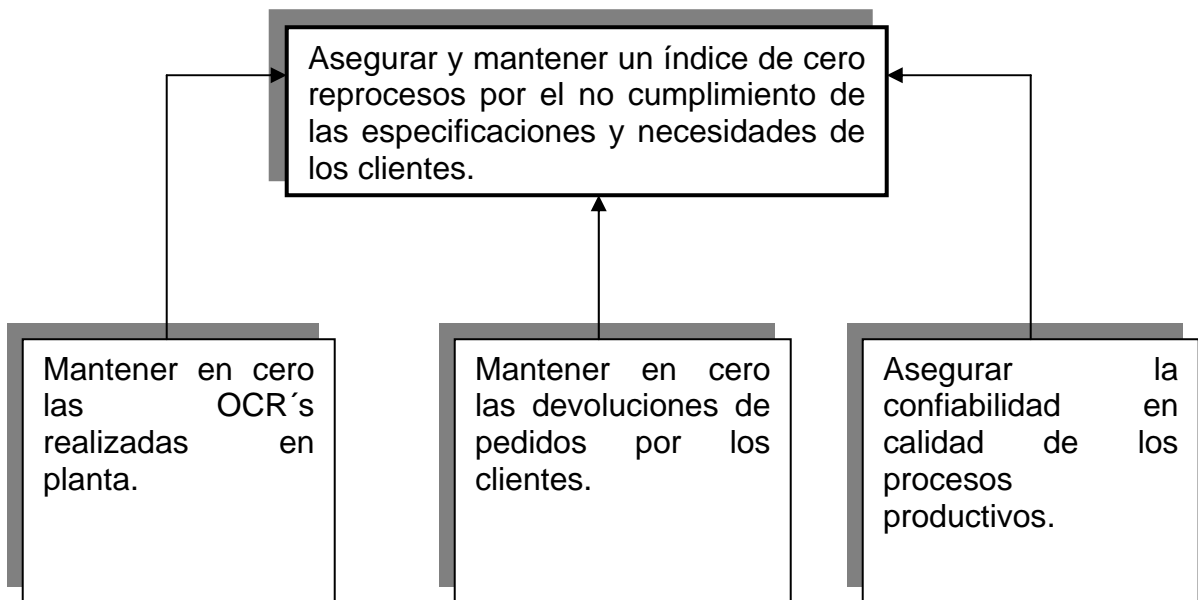 Asegurar y mantener un índice de cero
reprocesos por el no cumplimiento de
las especificaciones y necesidades de
los clientes.
Mantener en cero
las OCR´s
realizadas en
planta.
Mantener en cero
las devoluciones de
pedidos por los
clientes.
Asegurar la
confiabilidad en
calidad de los
procesos
productivos.